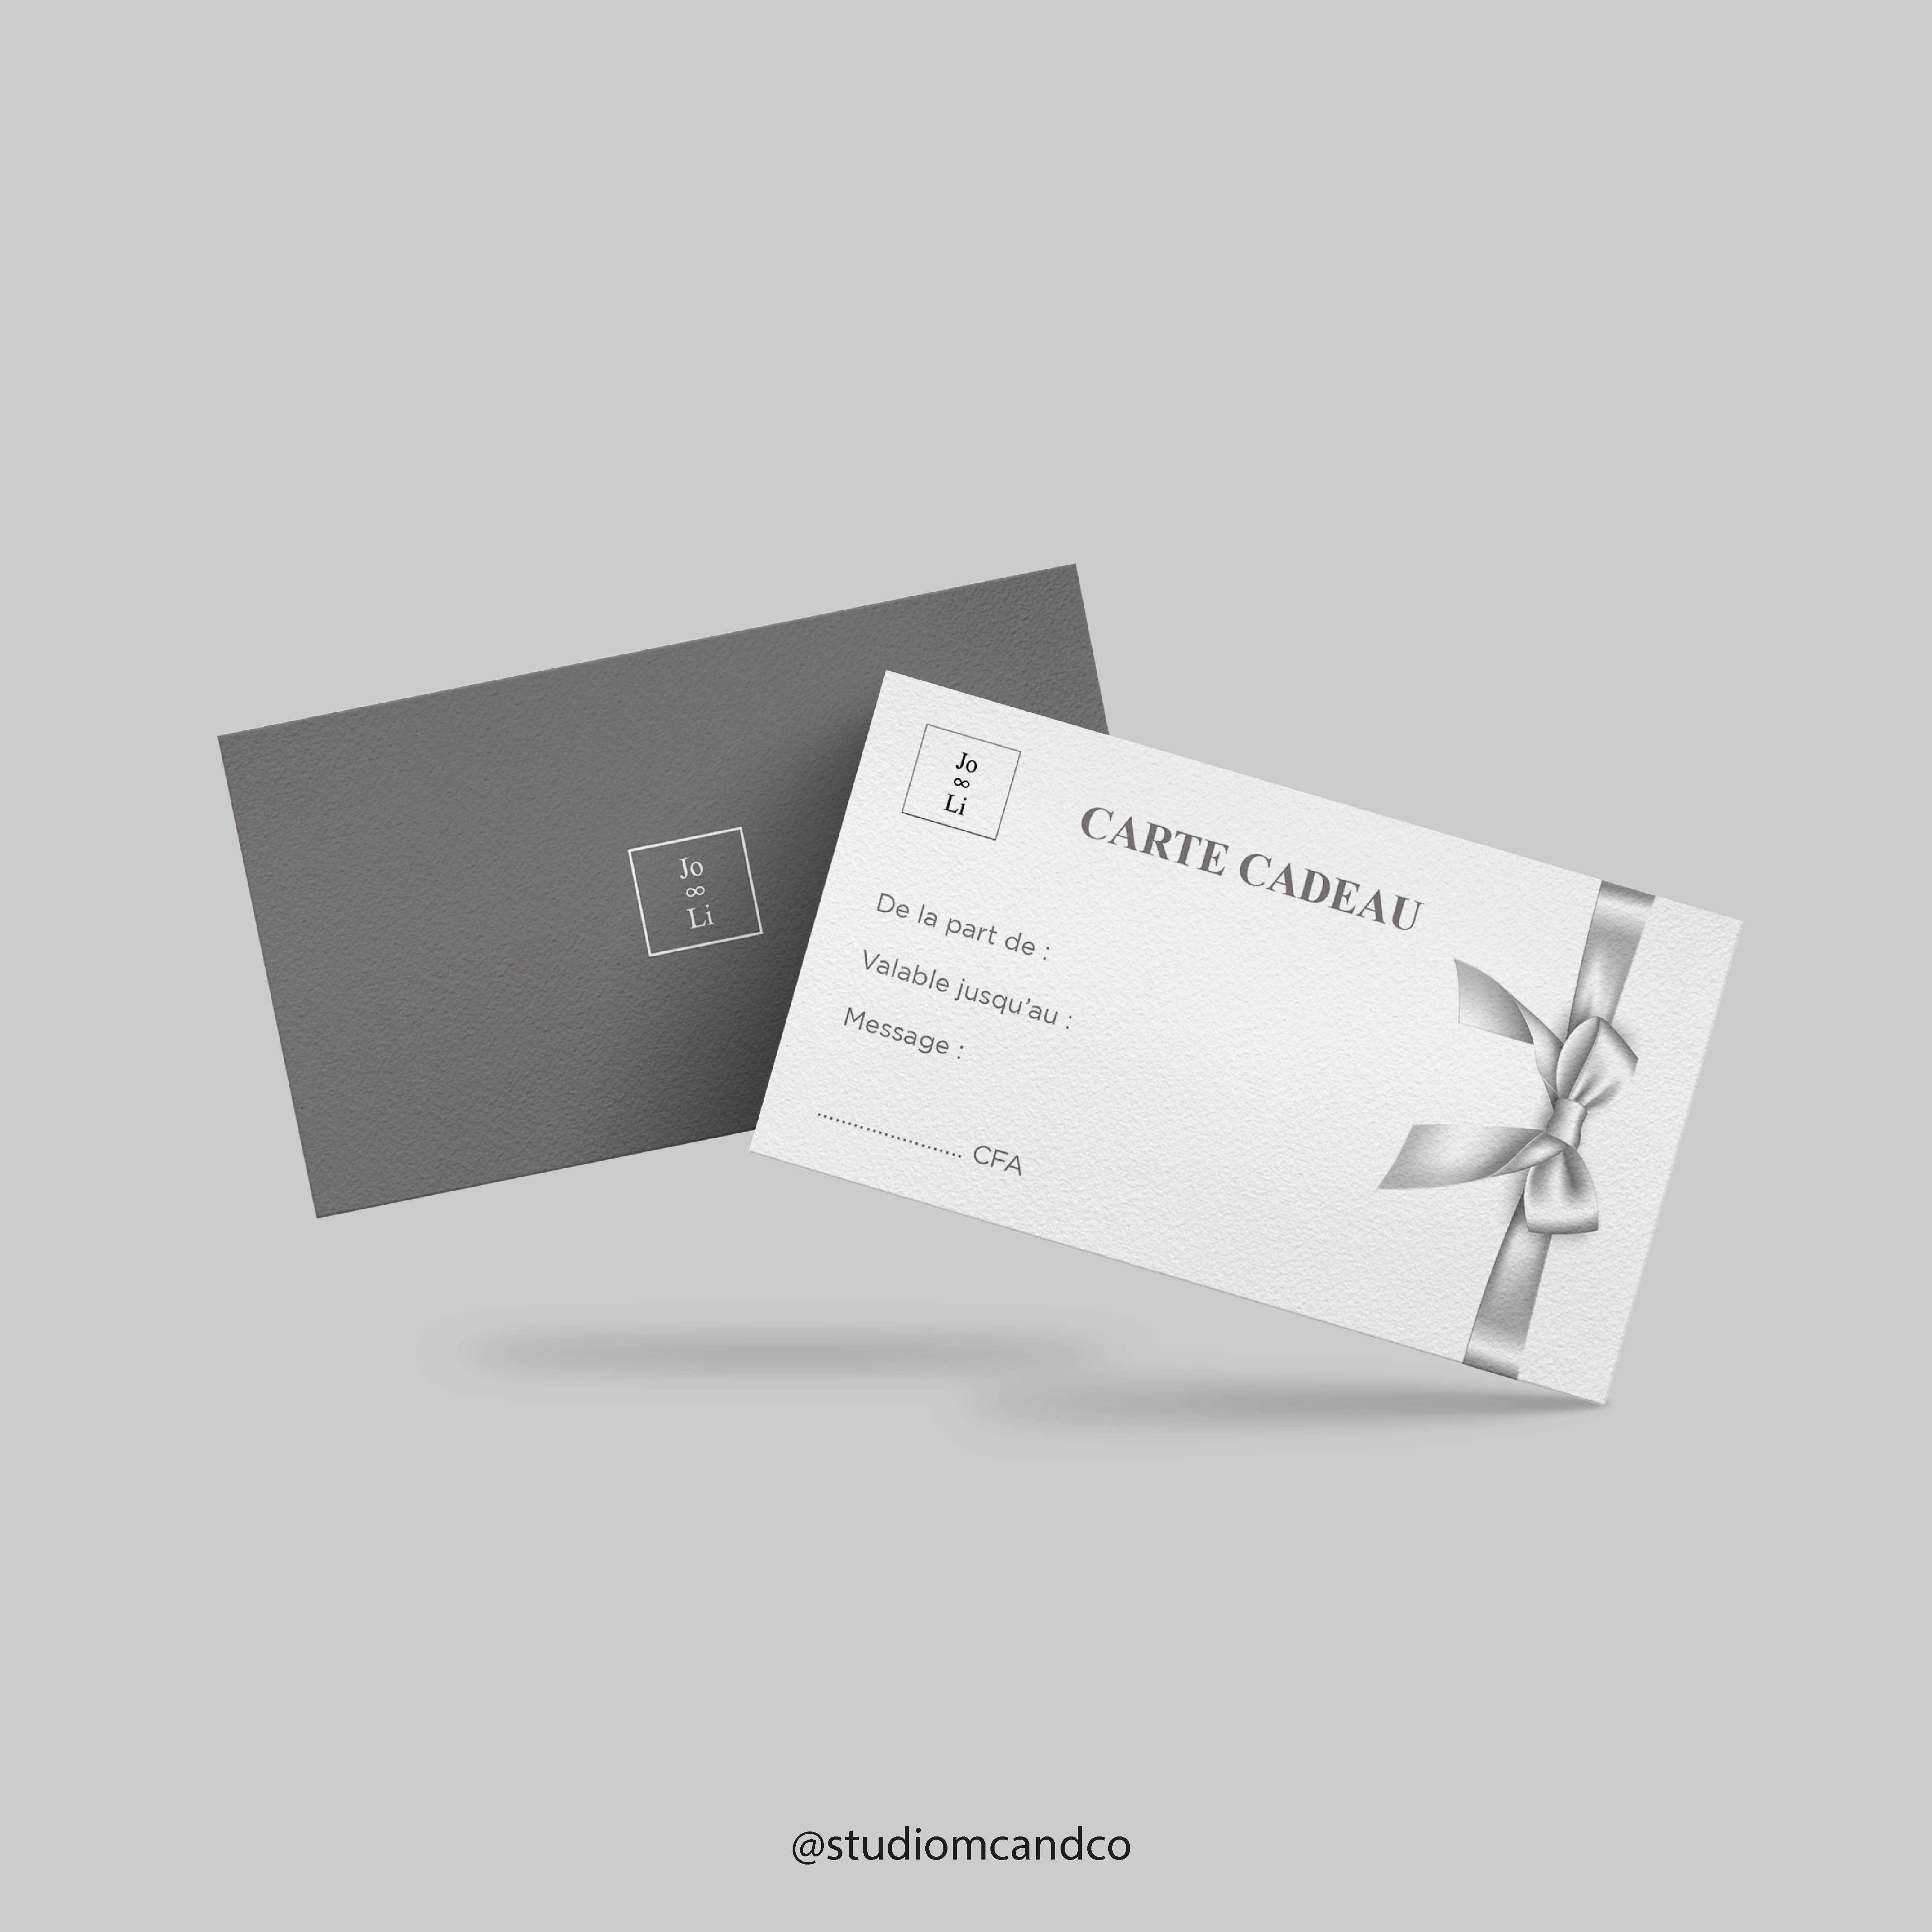 Jo
∞
Li
Jo
∞
Li
CARTE CADEAU
De la part de :
Valable jusqu’au :
Message :
........................ CFA
@studiomcandco